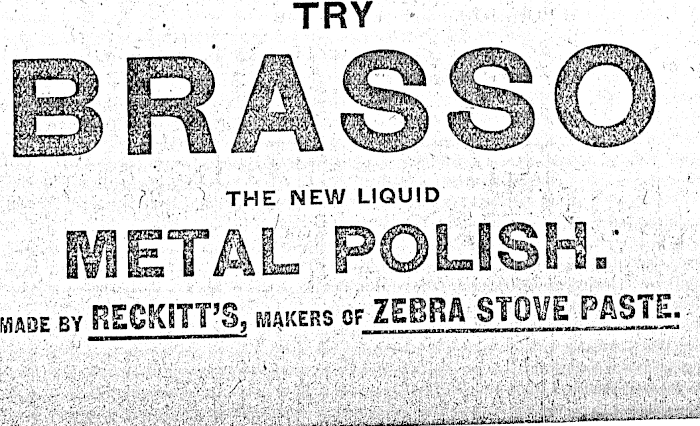 TRY
BRASSO
THE NEW LIQUID
METAL POLISH.
MADE BY RECKITT'S, MAKERS OF ZEBRA STOVE PASTE.